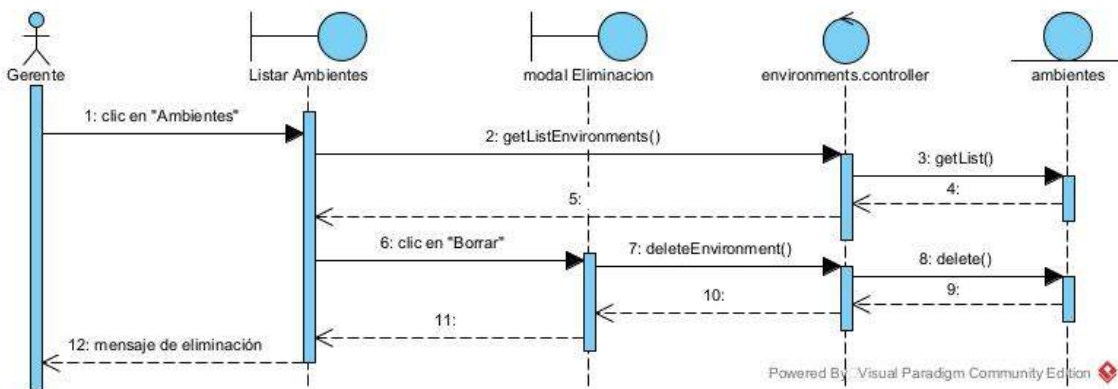 Gerente
Listar Ambientes
modal Eliminacion
environments.controller
ambientes
1: clic en "Ambientes"
2: getListEnvironments()
3: getList()
4:
5:
6: clic en "Borrar"
7: deleteEnvironment()
8: delete()
9:
10:
11:
12: mensaje de eliminación
Powered By Visual Paradigm Community Edition